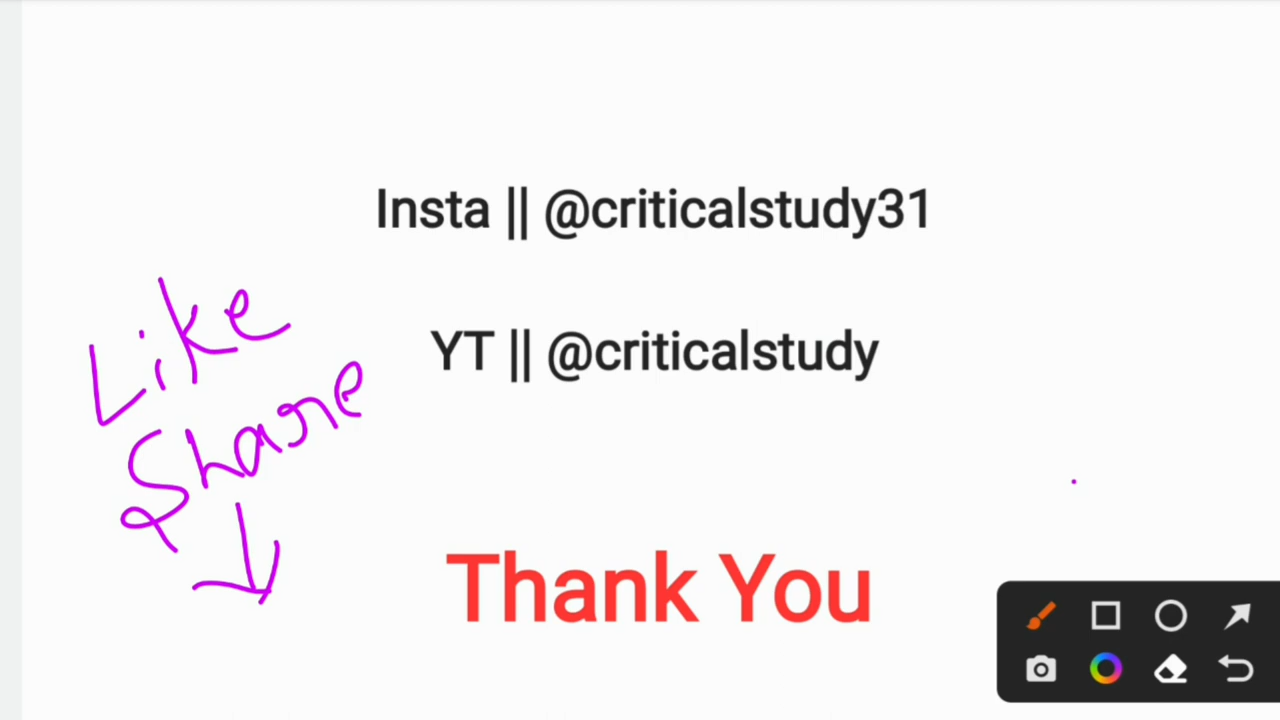 Insta || @criticalstudy31
Like
YT || @criticalstudy
Share
Thank You